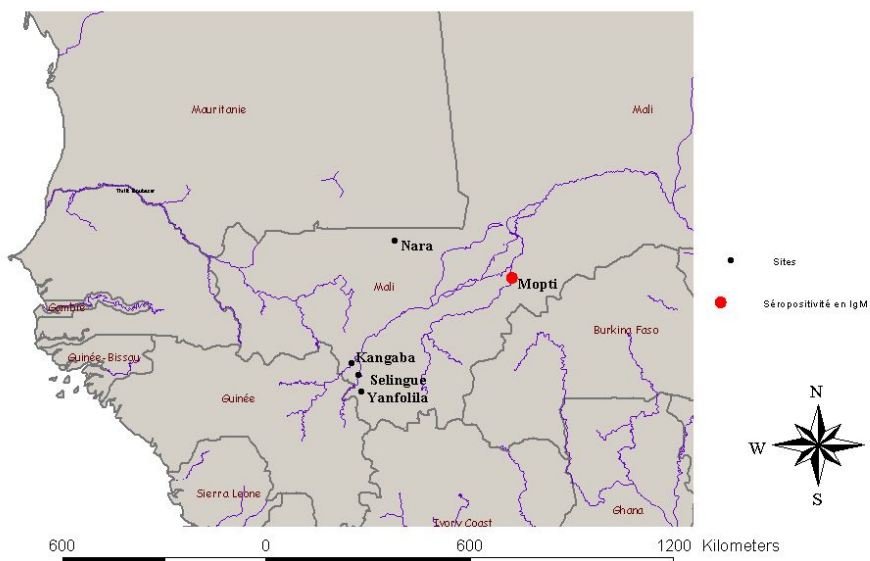 Mauritanie
Mali
Nara
Mali
Mopti
Sites
Séropositivité en IgM
Gambie
Burkina Faso
Guinée-Bissau
Kangaba
Selingue
Yanfolila
Guinée
N
W
S
Sierra Leone
Ivory Coast
Ghana
600 0 600 1200 Kilometers